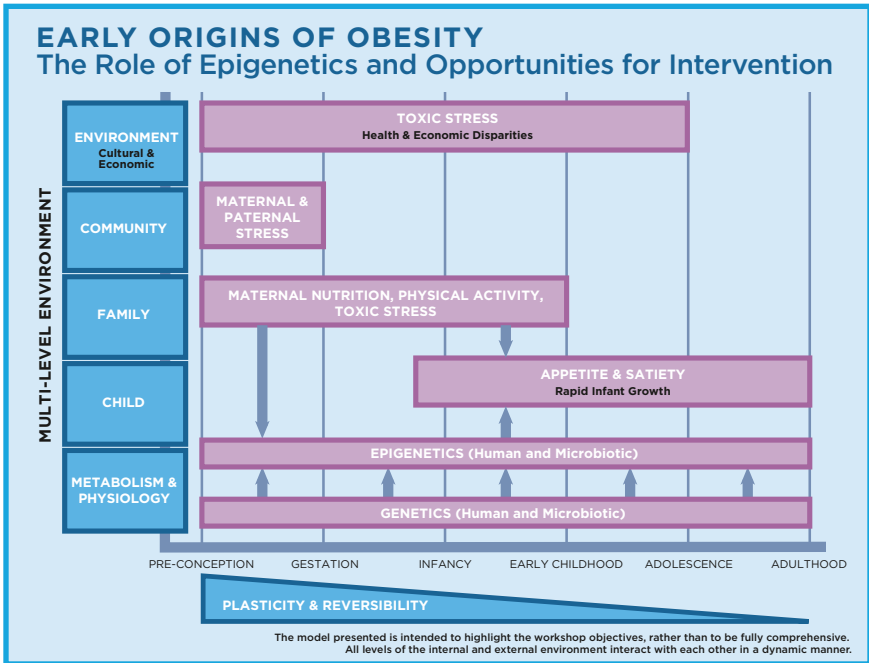 EARLY ORIGINS OF OBESITY
The Role of Epigenetics and Opportunities for Intervention
MULTI-LEVEL ENVIRONMENT
ENVIRONMENT
Cultural &
Economic
TOXIC STRESS
Health & Economic Disparities
COMMUNITY
MATERNAL &
PATERNAL
STRESS
FAMILY
MATERNAL NUTRITION, PHYSICAL ACTIVITY,
TOXIC STRESS
CHILD
APPETITE & SATIETY
Rapid Infant Growth
METABOLISM &
PHYSIOLOGY
EPIGENETICS (Human and Microbiotic)
GENETICS (Human and Microbiotic)
PRE-CONCEPTION
GESTATION
INFANCY
EARLY CHILDHOOD
ADOLESCENCE
ADULTHOOD
PLASTICITY & REVERSIBILITY
The model presented is intended to highlight the workshop objectives, rather than to be fully comprehensive.
All levels of the internal and external environment interact with each other in a dynamic manner.